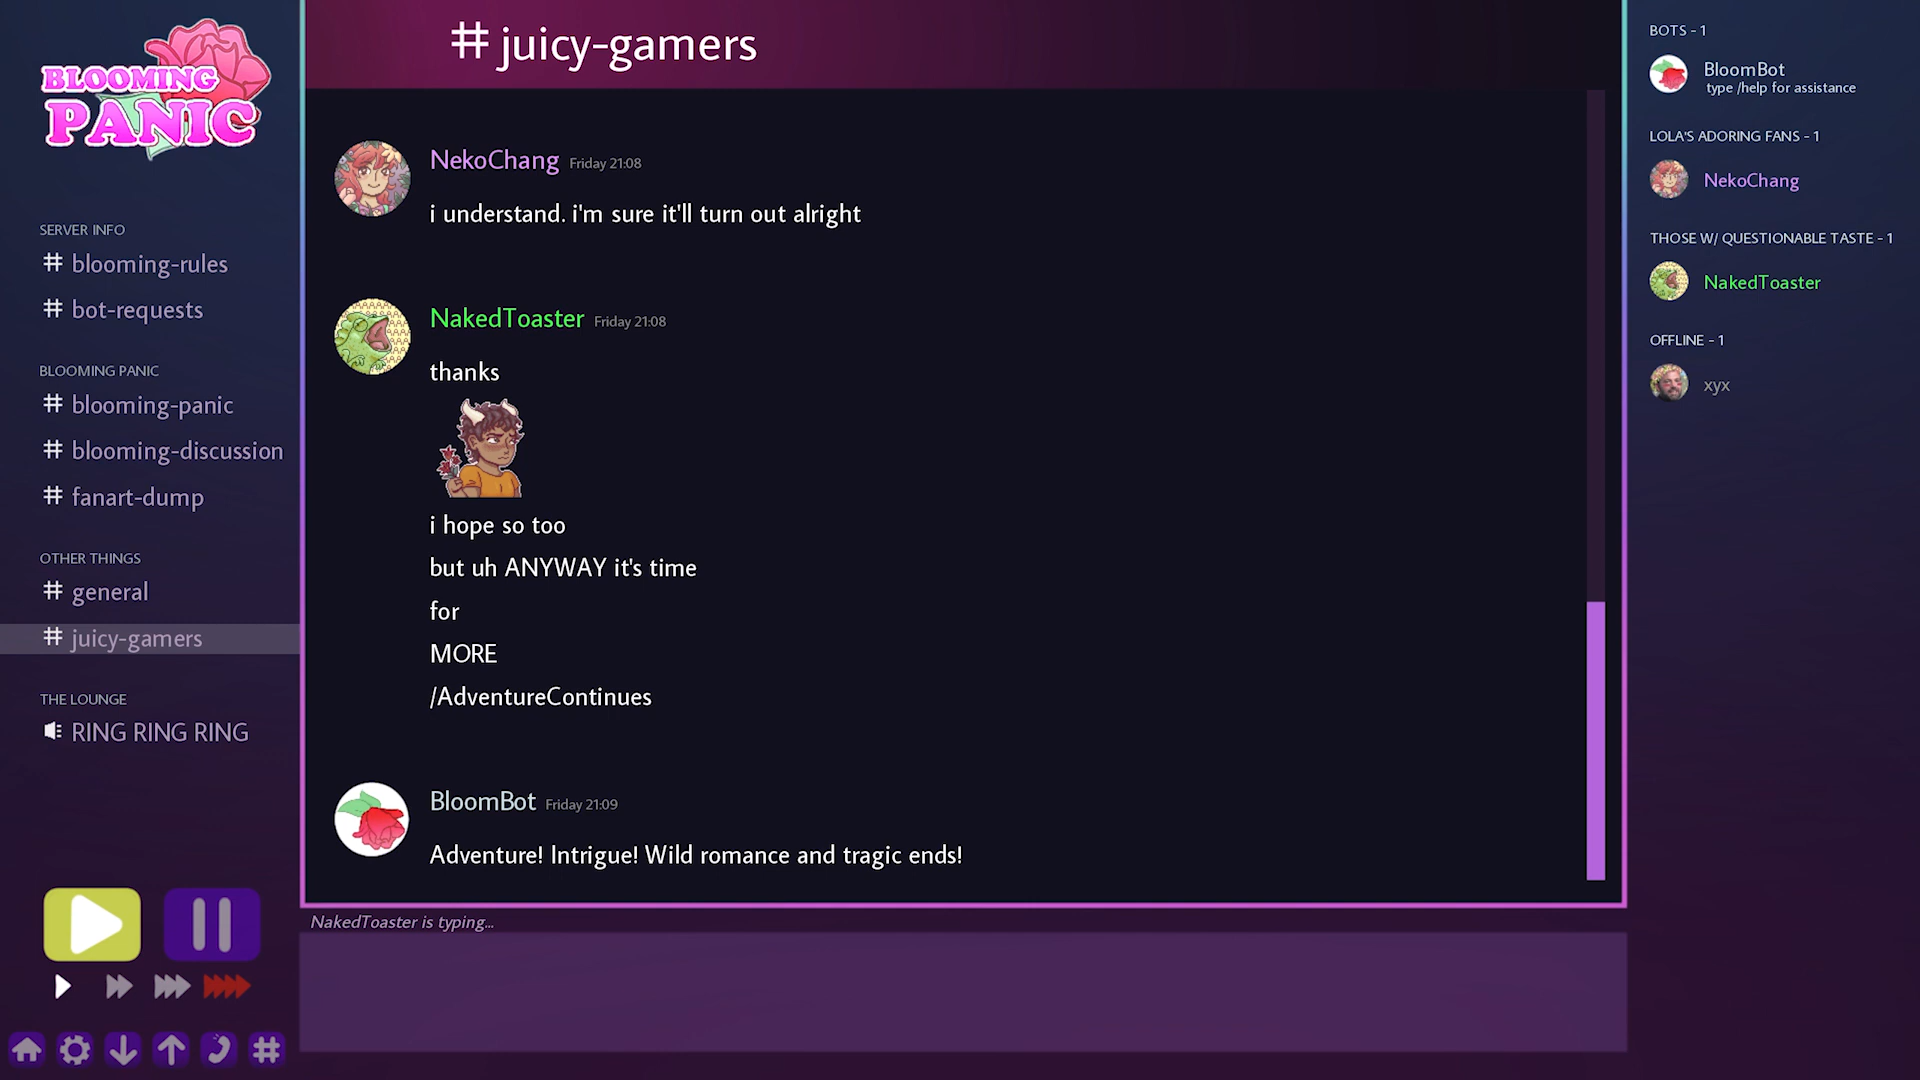 BLOOMING
PANIC
SERVER INFO
# blooming-rules
# bot-requests
BLOOMING PANIC
# blooming-panic
# blooming-discussion
# fanart-dump
OTHER THINGS
# general
# juicy-gamers
THE LOUNGE
RING RING RING
# juicy-gamers
NekoChang Friday 21:08
i understand. i'm sure it'll turn out alright
NakedToaster Friday 21:08
thanks
i hope so too
but uh ANYWAY it's time
for
MORE
/AdventureContinues
BloomBot Friday 21:09
Adventure! Intrigue! Wild romance and tragic ends!
NakedToaster is typing...
BOTS - 1
BloomBot
type /help for assistance
LOLA'S ADORING FANS - 1
NekoChang
THOSE W/ QUESTIONABLE TASTE - 1
NakedToaster
OFFLINE - 1
xyx